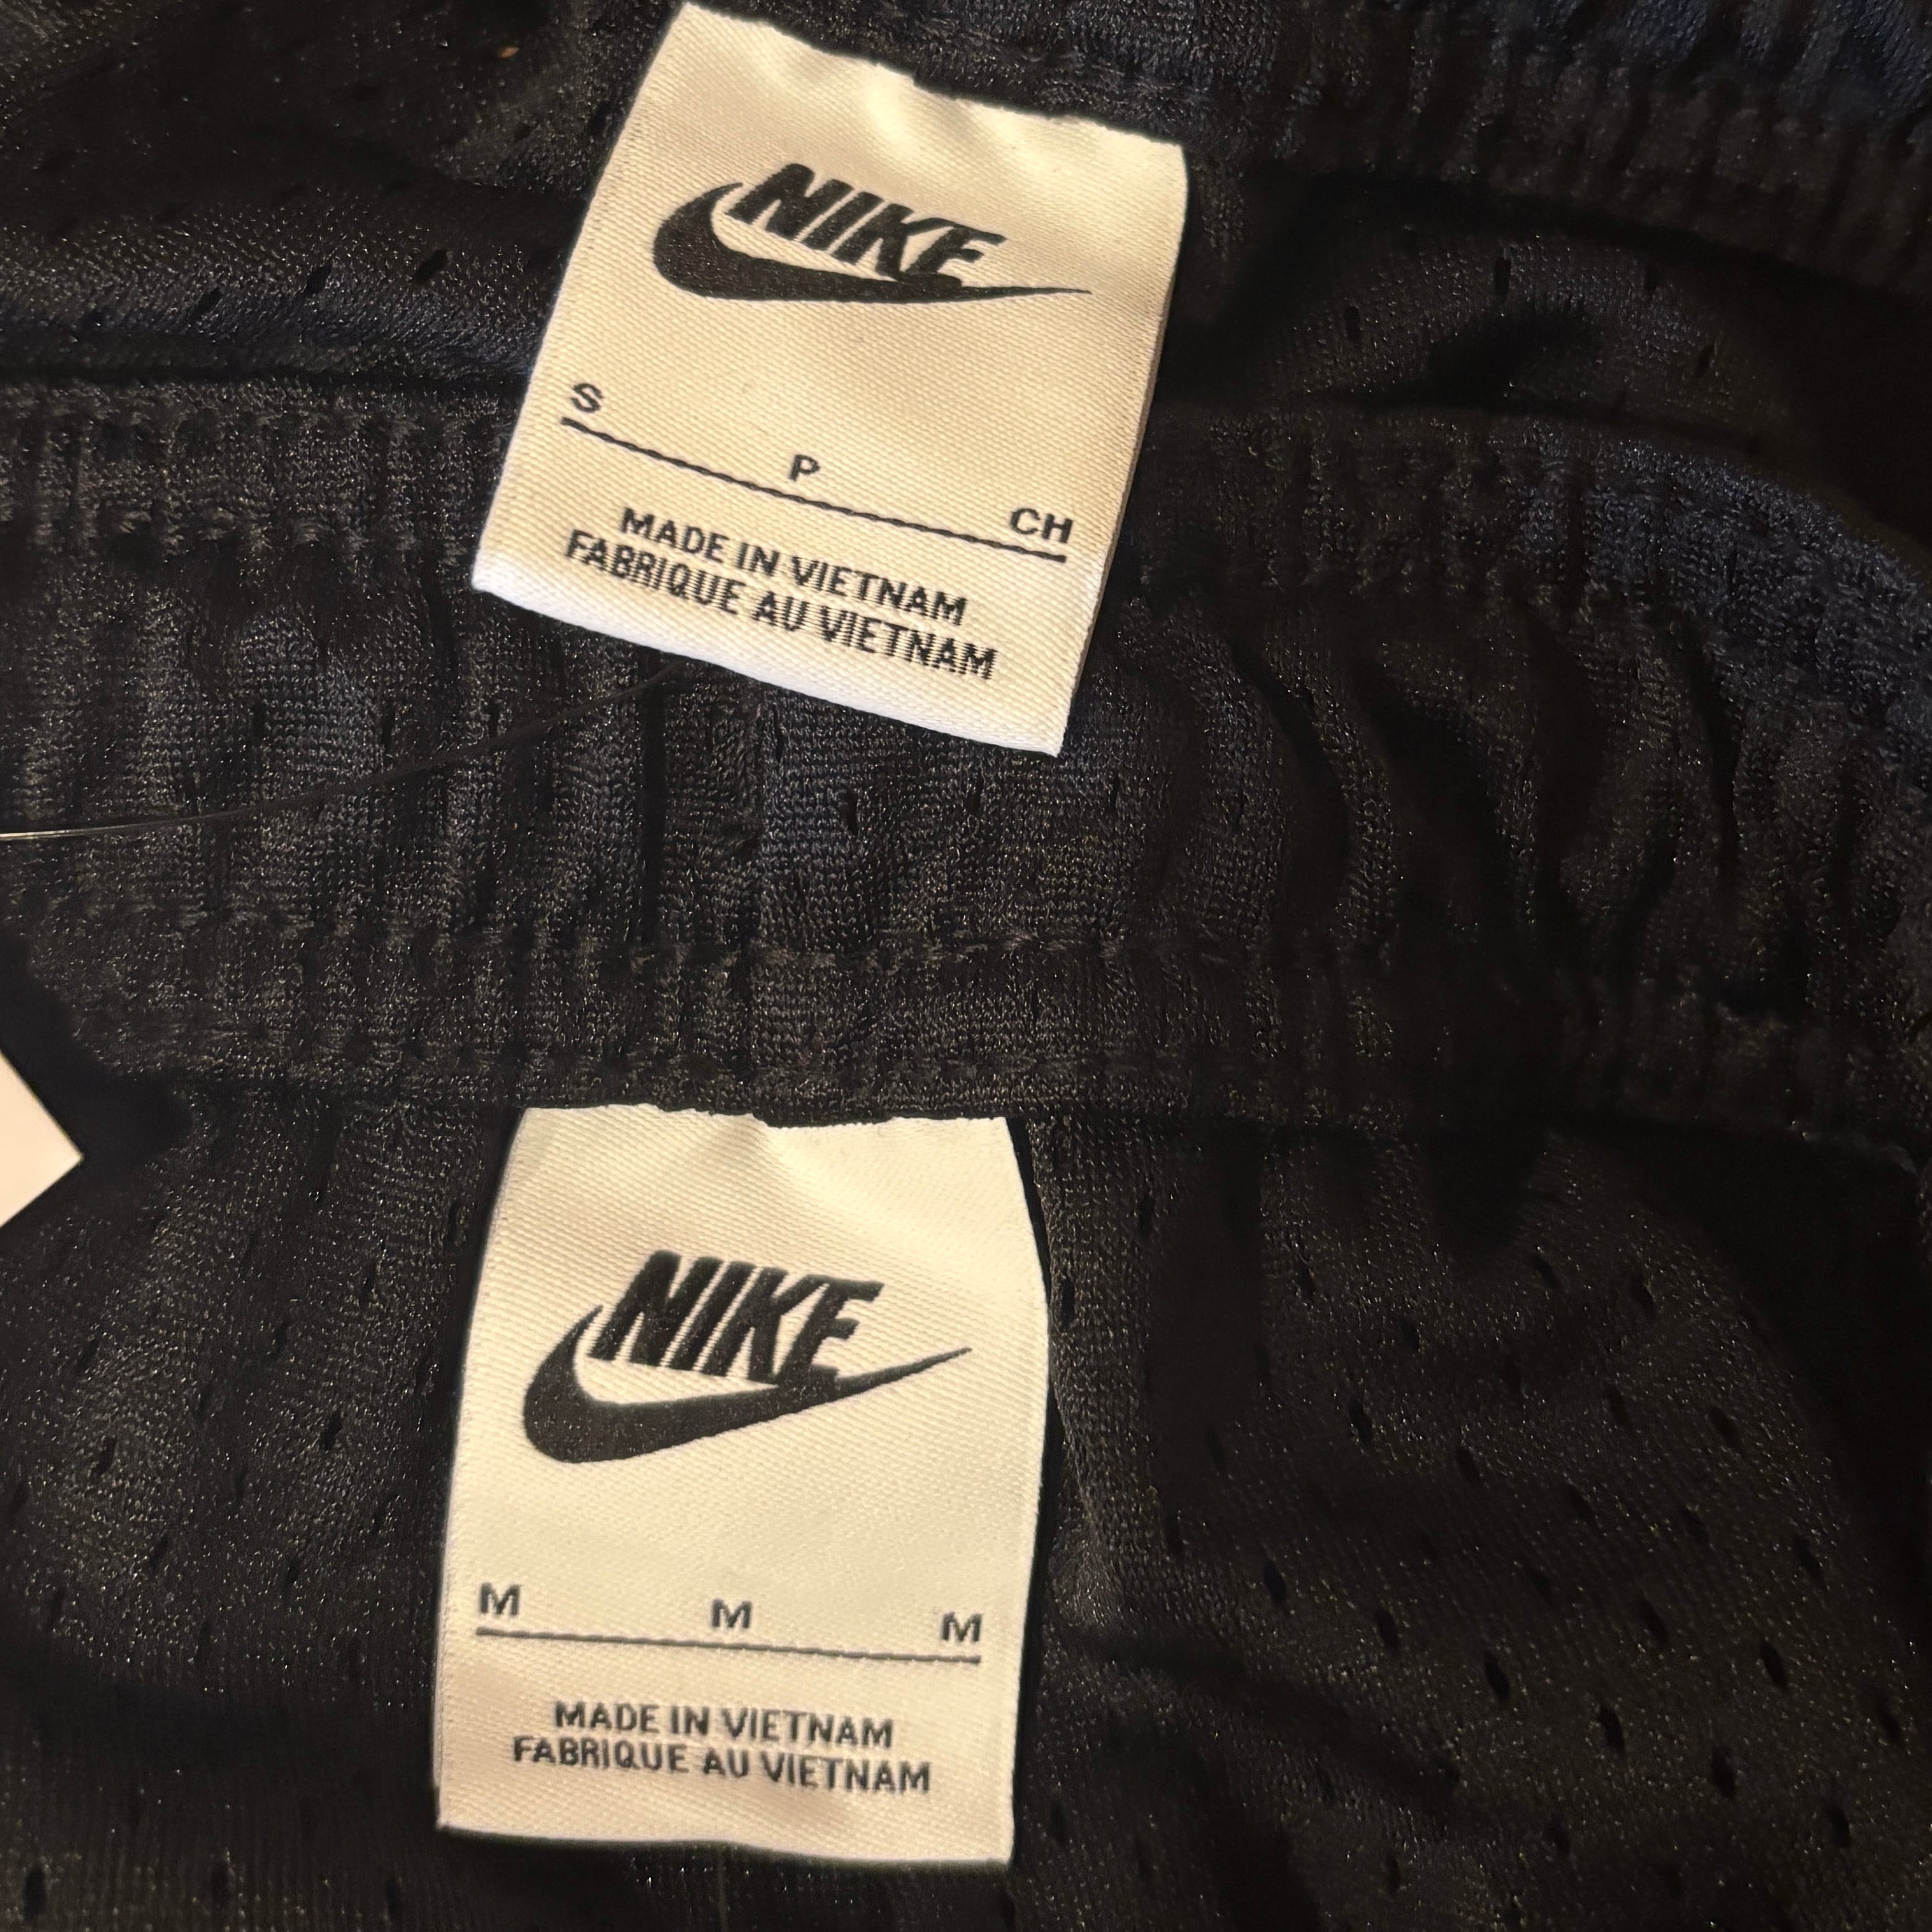 NIKE
S P CH
MADE IN VIETNAM
FABRIQUE AU VIETNAM
NIKE
M M M
MADE IN VIETNAM
FABRIQUE AU VIETNAM